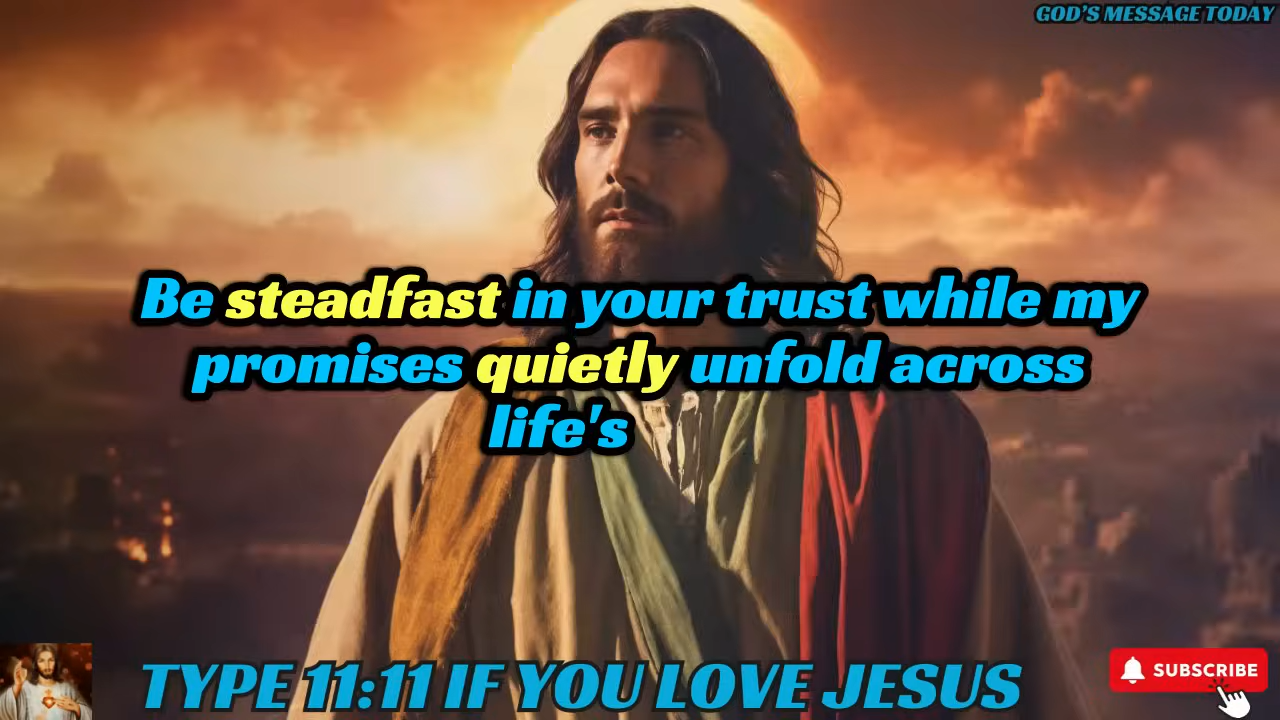 GOD'S MESSAGE TODAY
Be steadfast in your trust while my
promises quietly unfold across
life's
TYPE 11:11 IF YOU LOVE JESUS
SUBSCRIBE